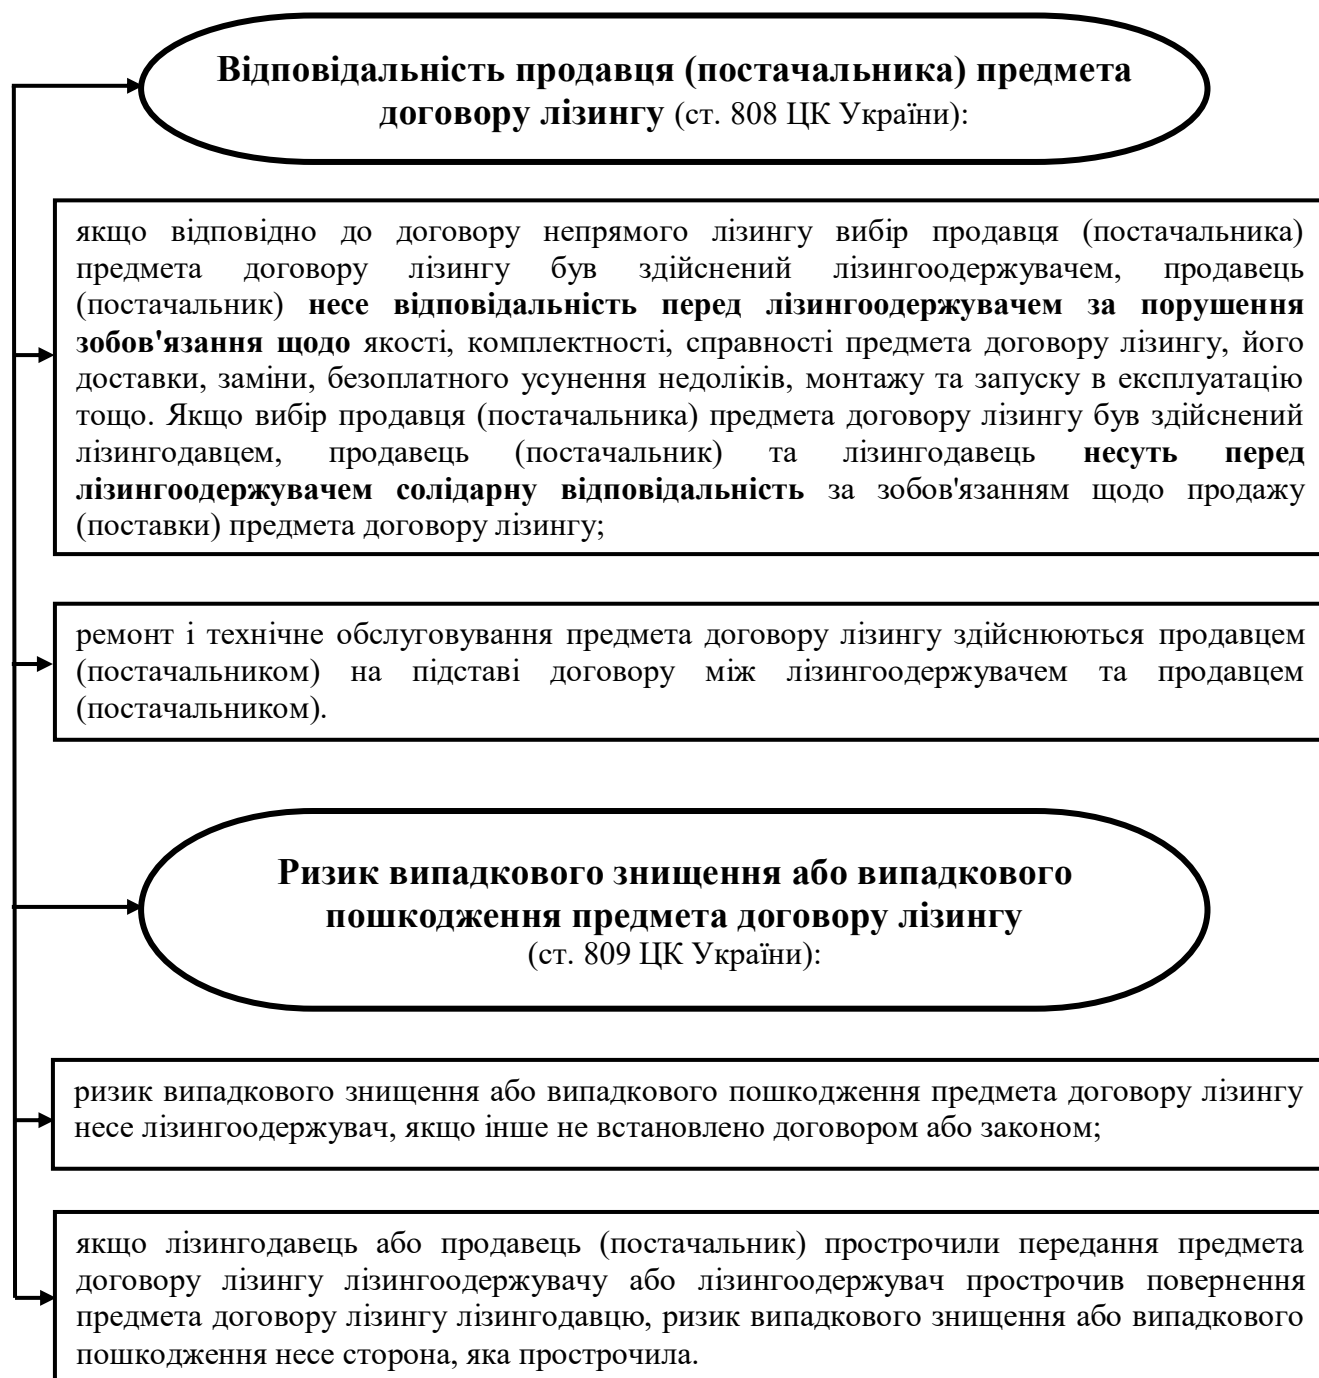 Відповідальність продавця (постачальника) предмета
договору лізингу (ст. 808 ЦК України):
якщо відповідно до договору непрямого лізингу вибір продавця (постачальника)
предмета договору лізингу був здійснений лізингоодержувачем, продавець
(постачальник) несе відповідальність перед лізингоодержувачем за порушення
зобов'язання щодо якості, комплектності, справності предмета договору лізингу, його
доставки, заміни, безоплатного усунення недоліків, монтажу та запуску в експлуатацію
тощо. Якщо вибір продавця (постачальника) предмета договору лізингу був здійснений
лізингодавцем, продавець (постачальник) та лізингодавець несуть перед
лізингоодержувачем солідарну відповідальність за зобов'язанням щодо продажу
(поставки) предмета договору лізингу;
ремонт і технічне обслуговування предмета договору лізингу здійснюються продавцем
(постачальником) на підставі договору між лізингоодержувачем та продавцем
(постачальником).
Ризик випадкового знищення або випадкового
пошкодження предмета договору лізингу
(ст. 809 ЦК України):
ризик випадкового знищення або випадкового пошкодження предмета договору лізингу
несе лізингоодержувач, якщо інше не встановлено договором або законом;
якщо лізингодавець або продавець (постачальник) прострочили передання предмета
договору лізингу лізингоодержувачу або лізингоодержувач прострочив повернення
предмета договору лізингу лізингодавцю, ризик випадкового знищення або випадкового
пошкодження несе сторона, яка прострочила.